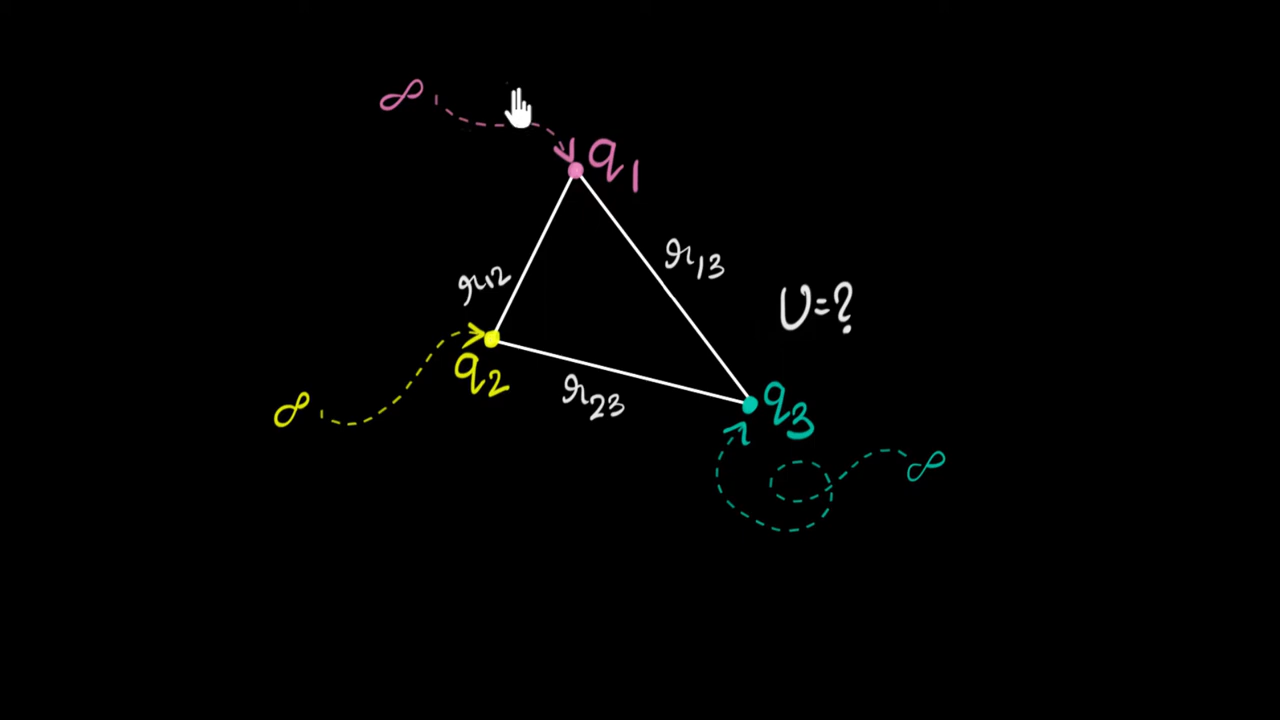 ∞
q₁
r₁₃
r₁₂
U=?
q₂
r₂₃
q₃
∞
∞